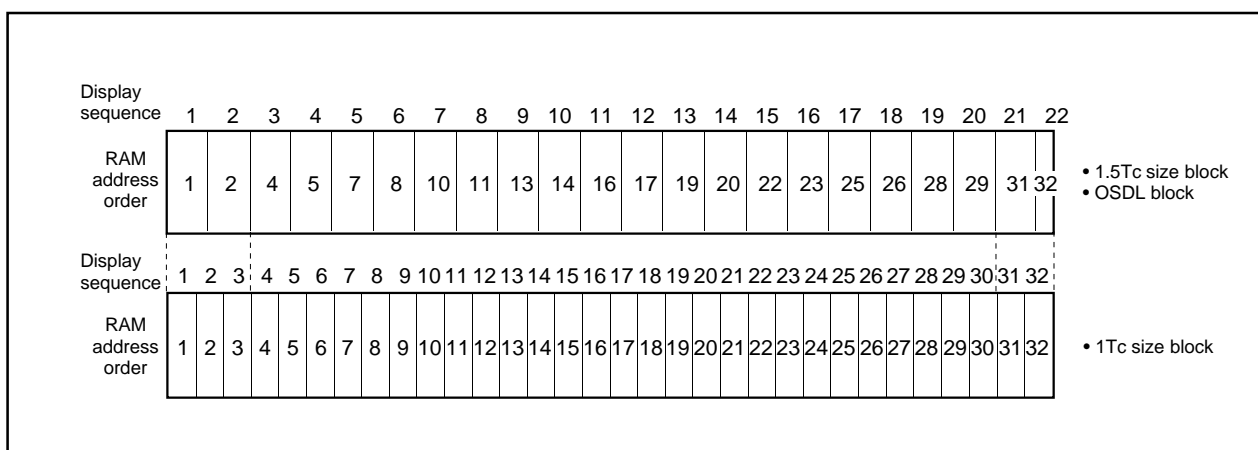 Display
sequence 1 2 3 4 5 6 7 8 9 10 11 12 13 14 15 16 17 18 19 20 21 22
RAM
address
order 1 2 4 5 7 8 10 11 13 14 16 17 19 20 22 23 25 26 28 29 31 32
• 1.5Tc size block
• OSDL block
Display
sequence 1 2 3 4 5 6 7 8 9 10 11 12 13 14 15 16 17 18 19 20 21 22 23 24 25 26 27 28 29 30 31 32
RAM
address
order 1 2 3 4 5 6 7 8 9 10 11 12 13 14 15 16 17 18 19 20 21 22 23 24 25 26 27 28 29 30 31 32
• 1Tc size block